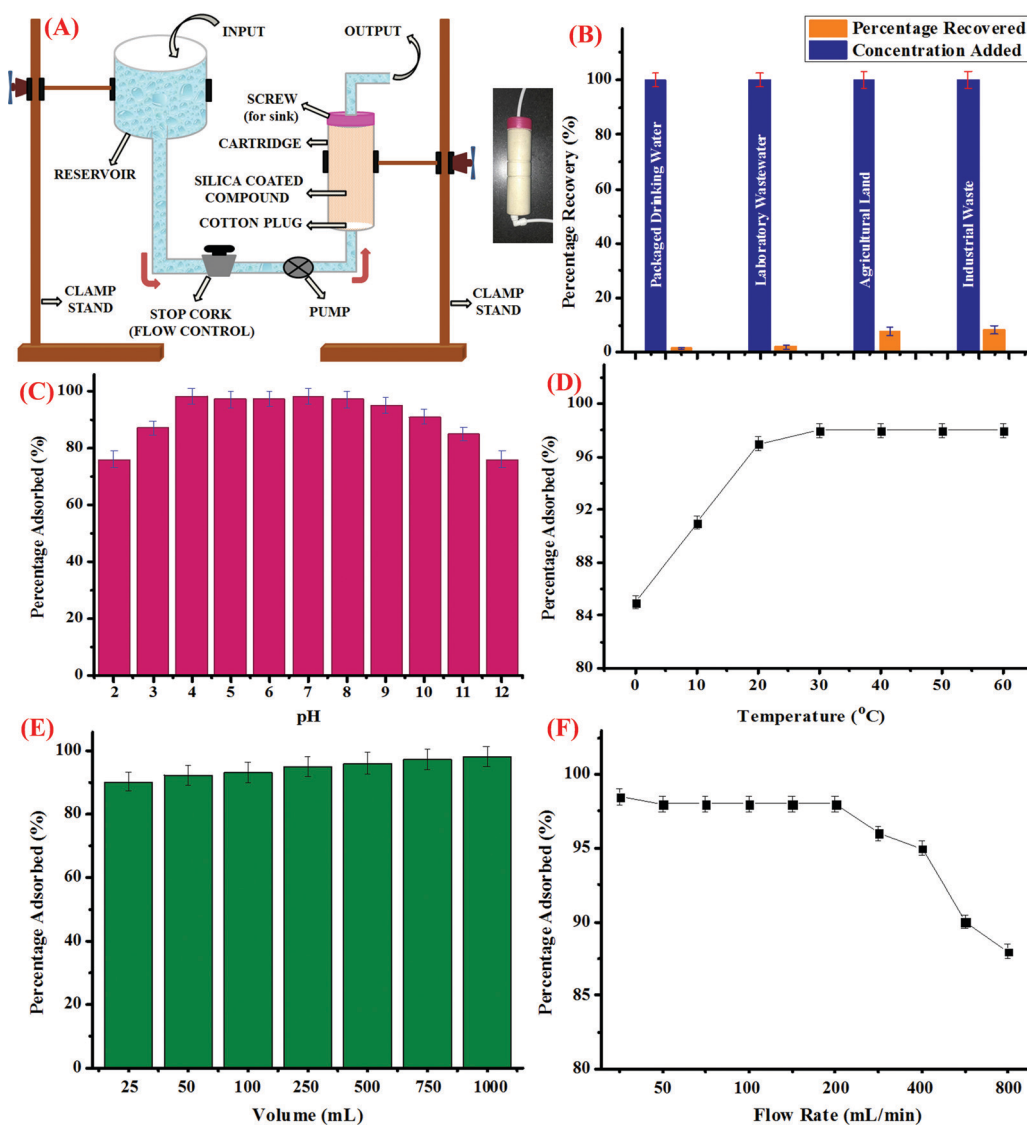 (A)
INPUT
OUTPUT
SCREW
(for sink)
CARTRIDGE
RESERVOIR
SILICA COATED
COMPOUND
COTTON PLUG
CLAMP
STAND
STOP CORK
(FLOW CONTROL)
PUMP
CLAMP
STAND
(B)
Percentage Recovered
Concentration Added
Percentage Recovery (%)
100
80
60
40
20
0
Packaged Drinking Water
Laboratory Wastewater
Agricultural Land
Industrial Waste
(C)
Percentage Adsorbed (%)
100
80
60
40
20
0
2 3 4 5 6 7 8 9 10 11 12
pH
(D)
Percentage Adsorbed (%)
100
96
92
88
84
80
0 10 20 30 40 50 60
Temperature (°C)
(E)
Percentage Adsorbed (%)
100
80
60
40
20
0
25 50 100 250 500 750 1000
Volume (mL)
(F)
Percentage Adsorbed (%)
100
95
90
85
80
50 100 200 400 800
Flow Rate (mL/min)